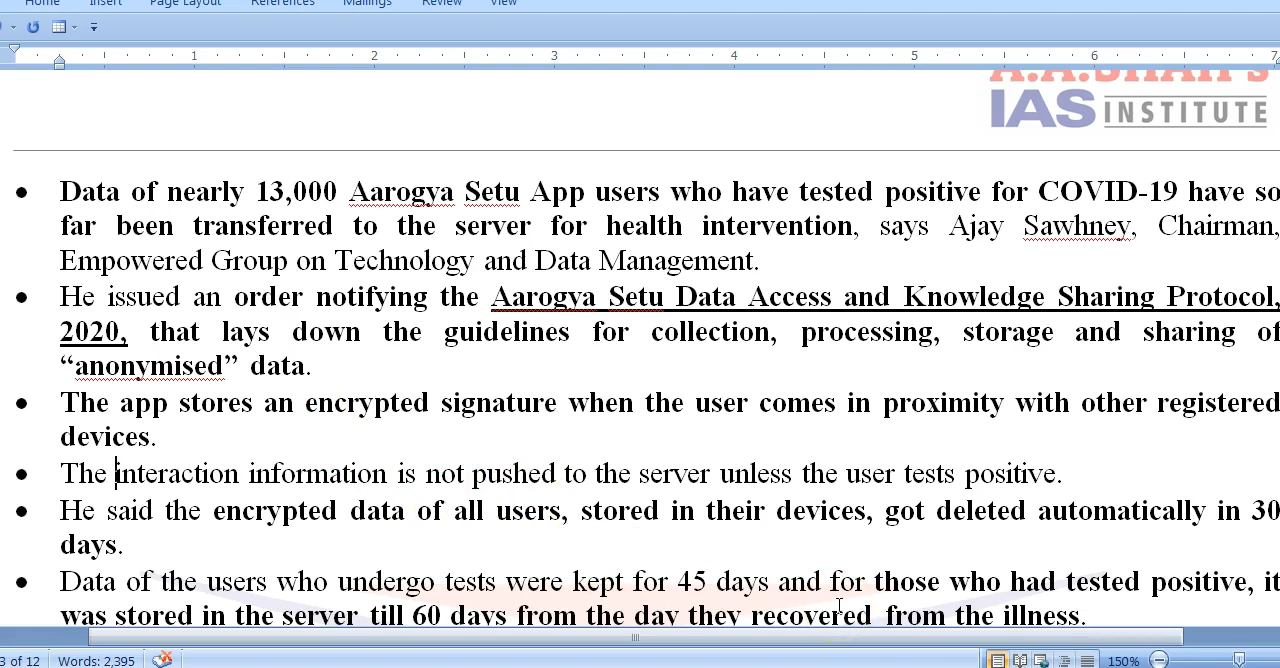 Home Insert Page Layout References Mailings Review View
1 2 3 4 5 6 7
A.A.SHAH's
IAS INSTITUTE
• Data of nearly 13,000 Aarogya Setu App users who have tested positive for COVID-19 have so
far been transferred to the server for health intervention, says Ajay Sawhney, Chairman,
Empowered Group on Technology and Data Management.
• He issued an order notifying the Aarogya Setu Data Access and Knowledge Sharing Protocol,
2020, that lays down the guidelines for collection, processing, storage and sharing of
“anonymised” data.
• The app stores an encrypted signature when the user comes in proximity with other registered
devices.
• The interaction information is not pushed to the server unless the user tests positive.
• He said the encrypted data of all users, stored in their devices, got deleted automatically in 30
days.
• Data of the users who undergo tests were kept for 45 days and for those who had tested positive, it
was stored in the server till 60 days from the day they recovered from the illness.
3 of 12 Words: 2,395 150%